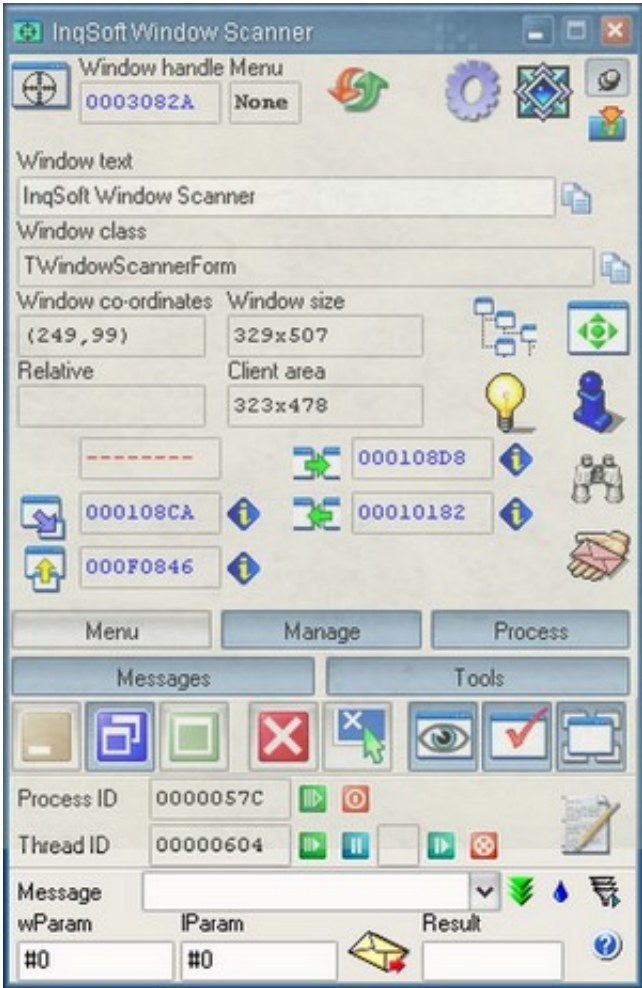 InqSoft Window Scanner
Window handle Menu
0003082A None
Window text
InqSoft Window Scanner
Window class
TWindowScannerForm
Window co-ordinates Window size
(249,99) 329x507
Relative Client area
323x478
-------- 000108D8
000108CA 00010182
000F0846
Menu Manage Process
Messages Tools
Process ID 0000057C
Thread ID 00000604
Message
wParam lParam Result
#0 #0